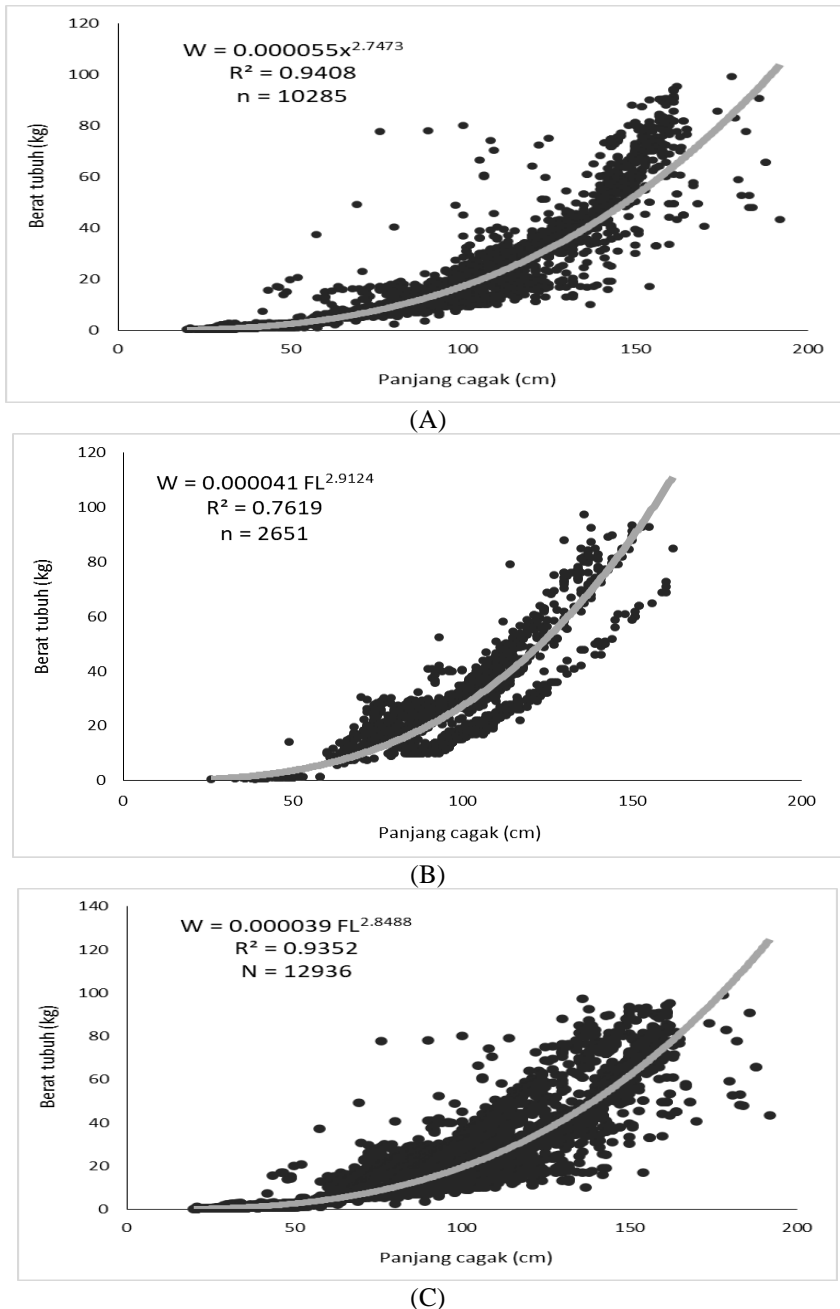 W = 0.000055x^2.7473
R² = 0.9408
n = 10285
Berat tubuh (kg)
120
100
80
60
40
20
0
0 50 100 150 200
Panjang cagak (cm)
(A)
W = 0.000041 FL^2.9124
R² = 0.7619
n = 2651
Berat tubuh (kg)
120
100
80
60
40
20
0
0 50 100 150 200
Panjang cagak (cm)
(B)
W = 0.000039 FL^2.8488
R² = 0.9352
N = 12936
Berat tubuh (kg)
140
120
100
80
60
40
20
0
0 50 100 150 200
Panjang cagak (cm)
(C)